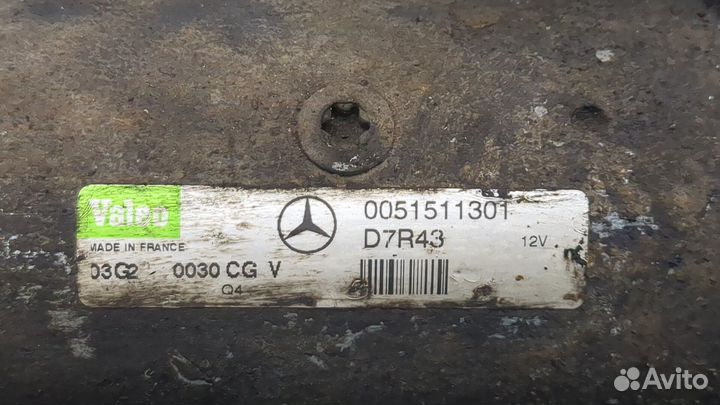 Valeo
MADE IN FRANCE
03G2 - 0030 CG V
Q4
0051511301
D7R43
12V
Avito